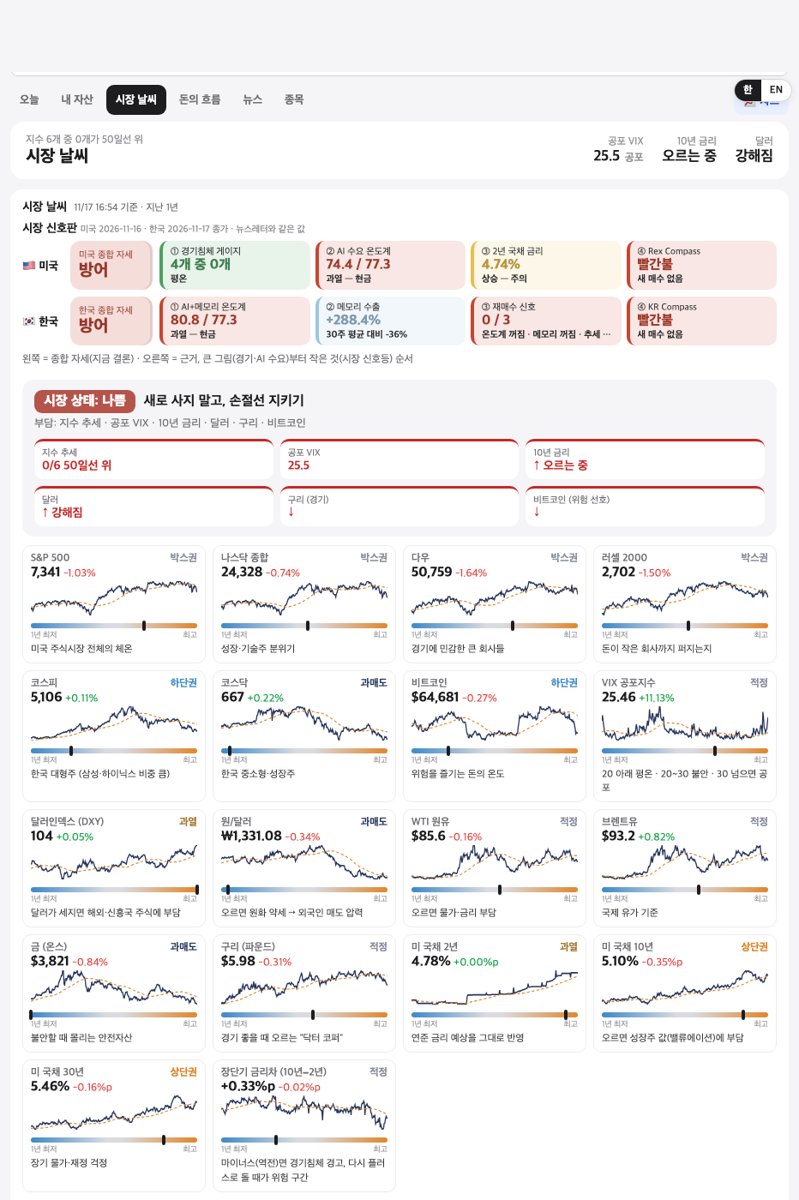 오늘 내 자산 시장 날씨 돈의 흐름 뉴스 종목
한 EN
지수 6개 중 0개가 50일선 위
시장 날씨
공포 VIX 10년 금리 달러
25.5 공포 오르는 중 강해짐
시장 날씨 11/17 16:54 기준 · 지난 1년
시장 신호판 미국 2026-11-16 · 한국 2026-11-17 종가 · 뉴스레터와 같은 값
🇺🇸 미국
미국 종합 자세
방어
① 경기침체 게이지
4개 중 0개
평온
② AI 수요 온도계
74.4 / 77.3
과열 — 현금
③ 2년 국채 금리
4.74%
상승 — 주의
④ Rex Compass
빨간불
새 매수 없음
🇰🇷 한국
한국 종합 자세
방어
① AI+메모리 온도계
80.8 / 77.3
과열 — 현금
② 메모리 수출
+288.4%
30주 평균 대비 -36%
③ 재매수 신호
0 / 3
온도계 꺼짐 · 메모리 꺼짐 · 추세 ···
④ KR Compass
빨간불
새 매수 없음
왼쪽 = 종합 자세(지금 결론) · 오른쪽 = 근거, 큰 그림(경기·AI 수요)부터 작은 것(시장 신호등) 순서
시장 상태: 나쁨 새로 사지 말고, 손절선 지키기
부담: 지수 추세 · 공포 VIX · 10년 금리 · 달러 · 구리 · 비트코인
지수 추세
0/6 50일선 위
공포 VIX
25.5
10년 금리
↑ 오르는 중
달러
↑ 강해짐
구리 (경기)
↓
비트코인 (위험 선호)
↓
S&P 500 박스권
7,341 -1.03%
1년 최저 최고
미국 주식시장 전체의 체온
나스닥 종합 박스권
24,328 -0.74%
1년 최저 최고
성장·기술주 분위기
다우 박스권
50,759 -1.64%
1년 최저 최고
경기에 민감한 큰 회사들
러셀 2000 박스권
2,702 -1.50%
1년 최저 최고
돈이 작은 회사까지 퍼지는지
코스피 하단권
5,106 +0.11%
1년 최저 최고
한국 대형주 (삼성·하이닉스 비중 큼)
코스닥 과매도
667 +0.22%
1년 최저 최고
한국 중소형·성장주
비트코인 하단권
$64,681 -0.27%
1년 최저 최고
위험을 즐기는 돈의 온도
VIX 공포지수 적정
25.46 +11.13%
1년 최저 최고
20 아래 평온 · 20~30 불안 · 30 넘으면 공
포
달러인덱스 (DXY) 과열
104 +0.05%
1년 최저 최고
달러가 세지면 해외·신흥국 주식에 부담
원/달러 과매도
₩1,331.08 -0.34%
1년 최저 최고
오르면 원화 약세 → 외국인 매도 압력
WTI 원유 적정
$85.6 -0.16%
1년 최저 최고
오르면 물가·금리 부담
브렌트유 적정
$93.2 +0.82%
1년 최저 최고
국제 유가 기준
금 (온스) 과매도
$3,821 -0.84%
1년 최저 최고
불안할 때 몰리는 안전자산
구리 (파운드) 적정
$5.98 -0.31%
1년 최저 최고
경기 좋을 때 오르는 "닥터 코퍼"
미 국채 2년 과열
4.78% +0.00%p
1년 최저 최고
연준 금리 예상을 그대로 반영
미 국채 10년 상단권
5.10% -0.35%p
1년 최저 최고
오르면 성장주 값(밸류에이션)에 부담
미 국채 30년 상단권
5.46% -0.16%p
1년 최저 최고
장기 물가·재정 걱정
장단기 금리차 (10년−2년) 적정
+0.33%p -0.02%p
1년 최저 최고
마이너스(역전)면 경기침체 경고, 다시 플러
스로 돌 때가 위험 구간